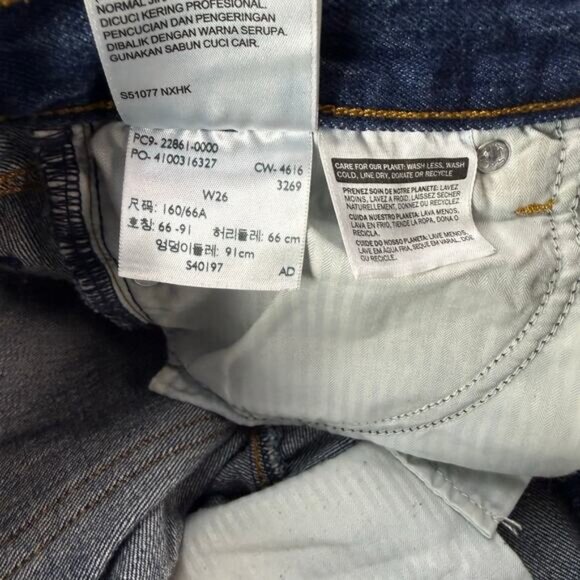 NORMAL JIK
DICUCI KERING PROFESIONAL.
PENCUCIAN DAN PENGERINGAN
DIBALIK DENGAN WARNA SERUPA.
GUNAKAN SABUN CUCI CAIR.
S51077 NXHK
PC9- 22861-0000
PO- 4100316327 CW- 4616
3269
W26
尺码: 160/66A
호칭: 66 -91 허리둘레: 66 cm
엉덩이둘레: 91cm
S40197 AD
CARE FOR OUR PLANET: WASH LESS, WASH
COLD, LINE DRY, DONATE OR RECYCLE
PRENEZ SOIN DE NOTRE PLANETE: LAVEZ
MOINS, LAVEZ A FROID, LAISSEZ SECHER
NATURELLEMENT, DONNEZ OU RECYCLEZ.
CUIDA NUESTRO PLANETA: LAVA MENOS,
LAVA EN FRIO, TIENDE LA ROPA, DONA O
RECICLA.
CUIDE DO NOSSO PLANETA: LAVE MENOS,
LAVE EM AGUA FRIA, SEQUE EM VARAL, DOE
OU RECICLE.